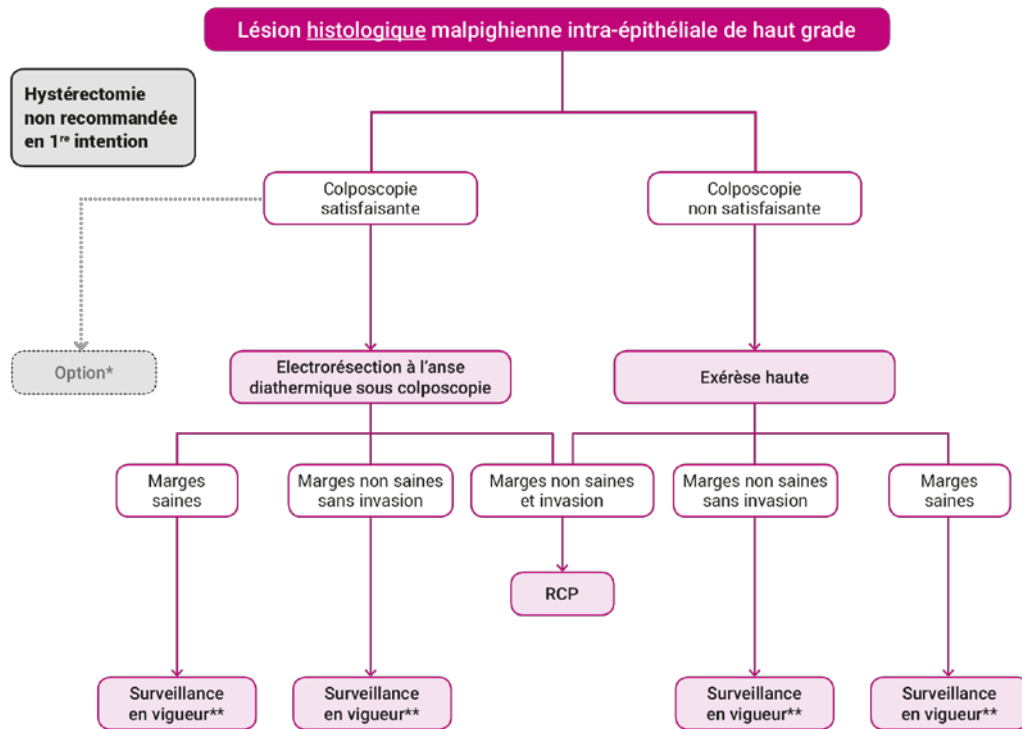 Lésion histologique malpighienne intra-épithéliale de haut grade
Hystérectomie
non recommandée
en 1re intention
Colposcopie
satisfaisante
Colposcopie
non satisfaisante
Option*
Electrorésection à l'anse
diathermique sous colposcopie
Exérèse haute
Marges
saines
Marges non saines
sans invasion
Marges non saines
et invasion
Marges non saines
sans invasion
Marges
saines
RCP
Surveillance
en vigueur**
Surveillance
en vigueur**
Surveillance
en vigueur**
Surveillance
en vigueur**